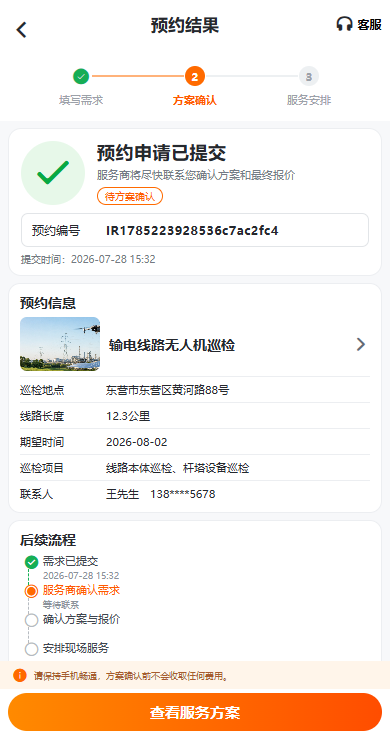 预约结果
客服
2
3
填写需求
方案确认
服务安排
预约申请已提交
服务商将尽快联系您确认方案和最终报价
待方案确认
预约编号 IR1785223928536c7ac2fc4
提交时间：2026-07-28 15:32
预约信息
输电线路无人机巡检
巡检地点 东营市东营区黄河路88号
线路长度 12.3公里
期望时间 2026-08-02
巡检项目 线路本体巡检、杆塔设备巡检
联系人 王先生 138****5678
后续流程
需求已提交
2026-07-28 15:32
服务商确认需求
等待联系
确认方案与报价
安排现场服务
请保持手机畅通，方案确认前不会收取任何费用。
查看服务方案